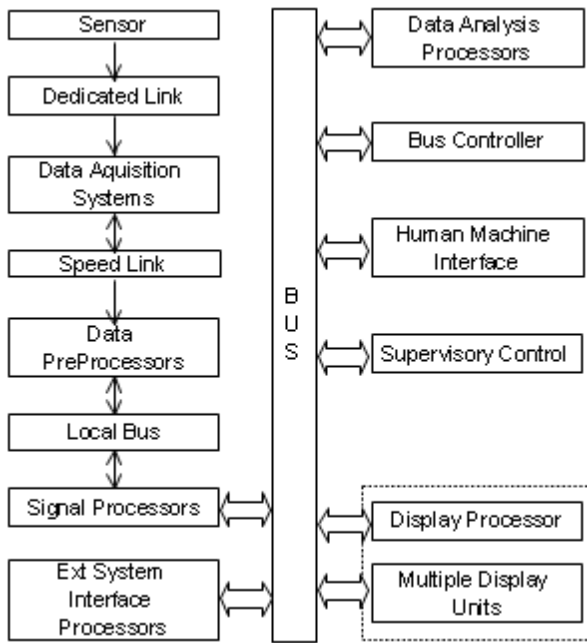 Sensor
Dedicated Link
Data Aquisition
Systems
Speed Link
Data
PreProcessors
Local Bus
Signal Processors
Ext System
Interface
Processors
B
U
S
Data Analysis
Processors
Bus Controller
Human Machine
Interface
Supervisory Control
Display Processor
Multiple Display
Units